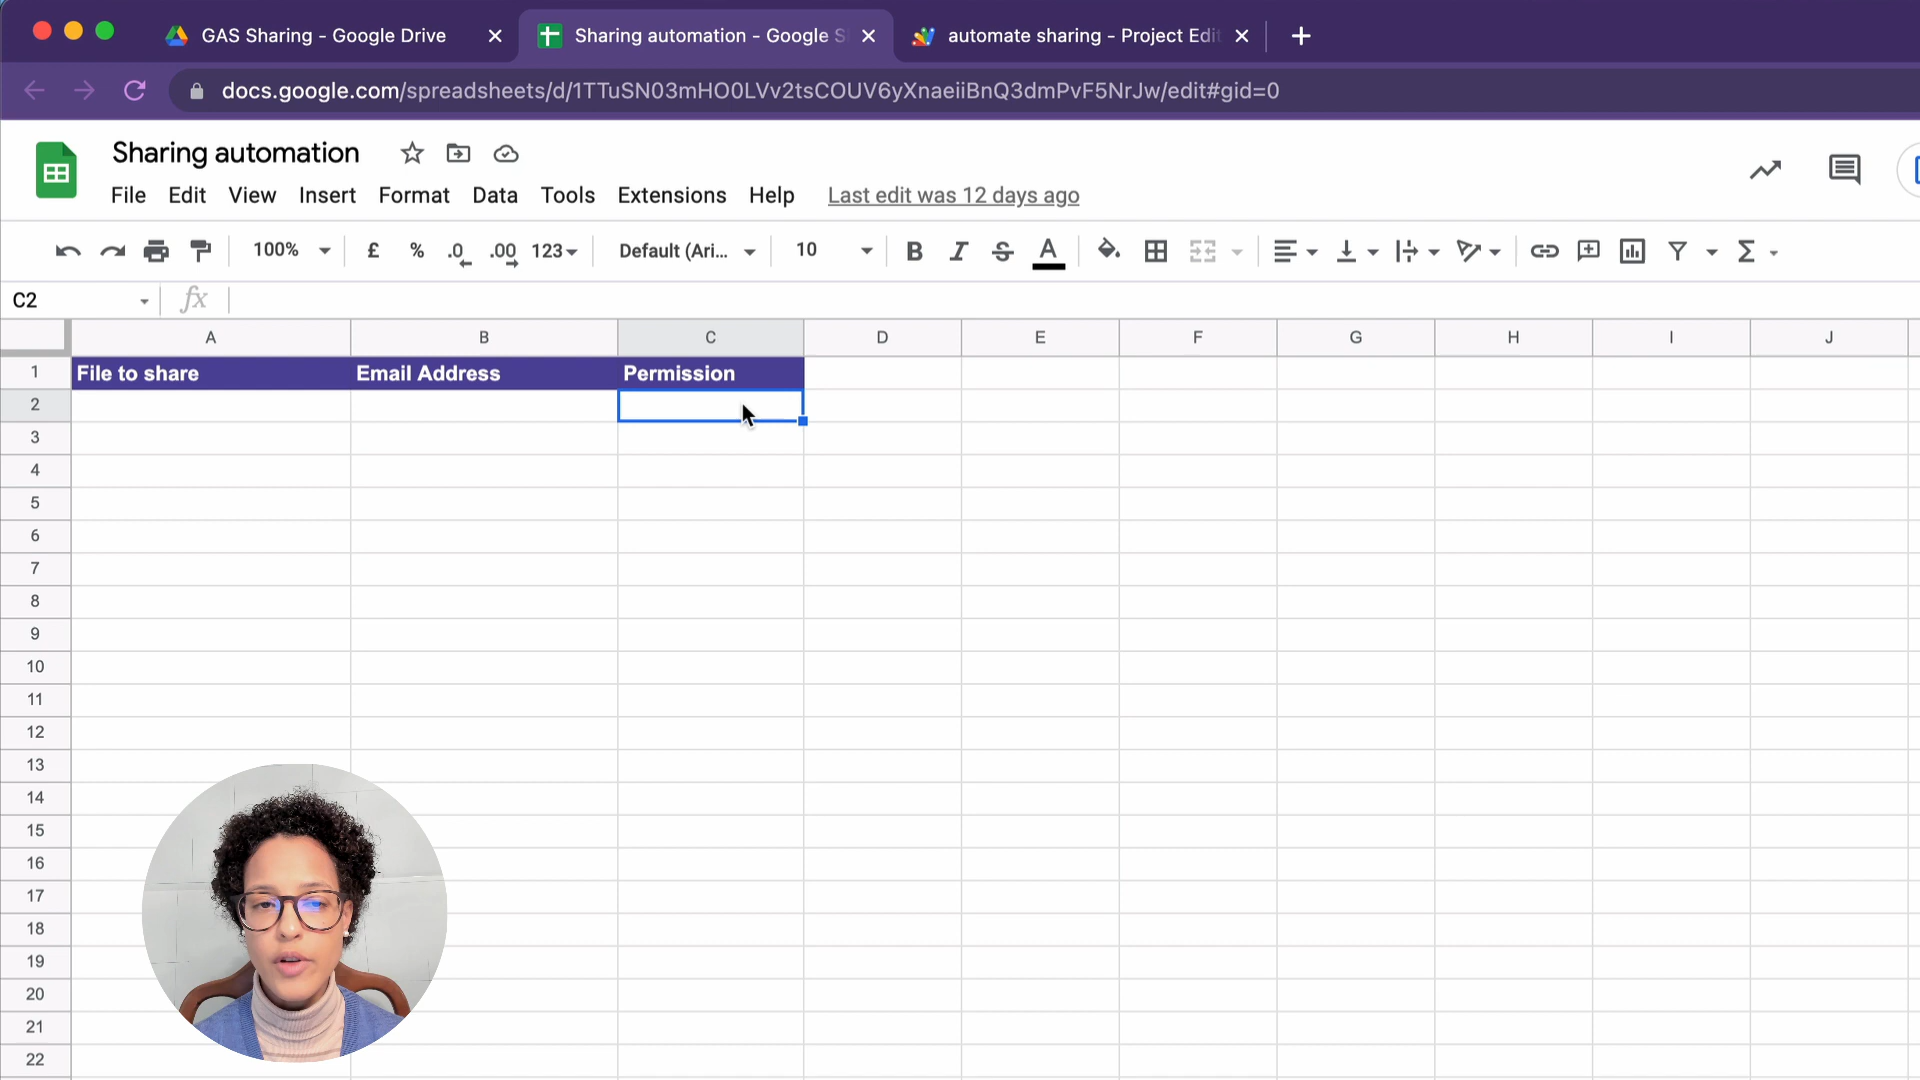 GAS Sharing - Google Drive
Sharing automation - Google S
automate sharing - Project Edit
docs.google.com/spreadsheets/d/1TTuSN03mHO0LVv2tsCOUV6yXnaeiiBnQ3dmPvF5NrJw/edit#gid=0
Sharing automation
File Edit View Insert Format Data Tools Extensions Help Last edit was 12 days ago
100% £ % .0 .00 123 Default (Ari... 10 B I S A
C2 fx
A B C D E F G H I J
1 File to share Email Address Permission
2
3
4
5
6
7
8
9
10
11
12
13
14
15
16
17
18
19
20
21
22